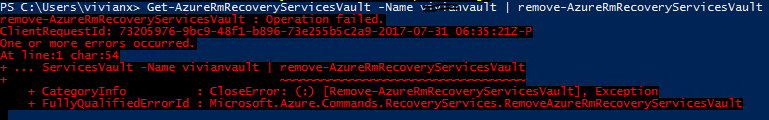 PS C:\Users\vivianx> Get-AzureRmRecoveryServicesVault -Name vivianvault | remove-AzureRmRecoveryServicesVault
remove-AzureRmRecoveryServicesVault : Operation failed.
ClientRequestId: 73205976-9bc9-48f1-b896-73e255b5c2a9-2017-07-31 06:35:21Z-P
One or more errors occurred.
At line:1 char:54
+ ... ServicesVault -Name vivianvault | remove-AzureRmRecoveryServicesVault
+                                       ~~~~~~~~~~~~~~~~~~~~~~~~~~~~~~~~~~~
    + CategoryInfo          : CloseError: (:) [Remove-AzureRmRecoveryServicesVault], Exception
    + FullyQualifiedErrorId : Microsoft.Azure.Commands.RecoveryServices.RemoveAzureRmRecoveryServicesVault